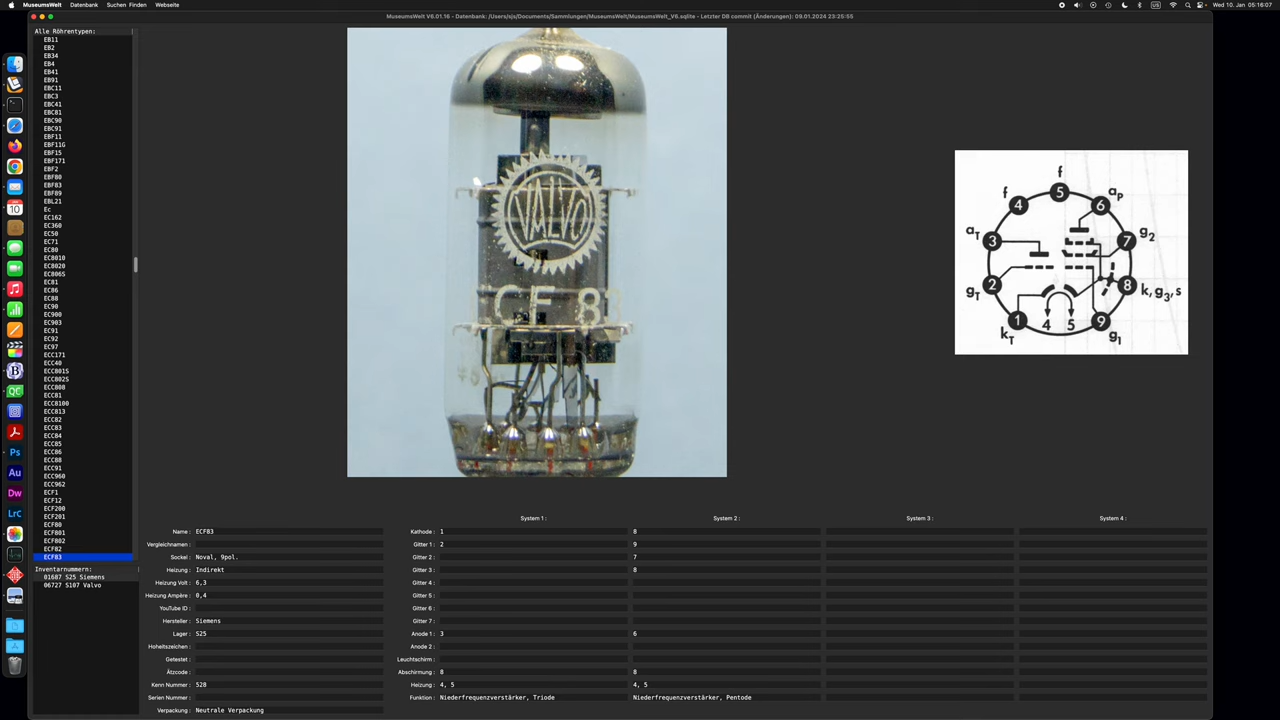 MuseumsWelt Datenbank Suchen Finden Webseite
US Mittw. 10. Jan. 05:16:07
MuseumsWelt V6.01.16 - Datenbank: /Users/sjs/Documents/Sammlungen/MuseumsWelt/MuseumsWelt_V6.sqlite - Letzter DB commit (Änderungen): 09.01.2024 23:25:55
Alle Röhrentypen:
EB11
EB2
EB34
EB4
EB41
EB91
EBC11
EBC3
EBC41
EBC81
EBC90
EBC91
EBF11
EBF11G
EBF15
EBF171
EBF2
EBF80
EBF83
EBF89
EBL21
Ec
EC162
EC360
EC50
EC71
EC80
EC8010
EC8020
EC806S
EC81
EC86
EC88
EC90
EC900
EC903
EC91
EC92
EC97
ECC171
ECC40
ECC801S
ECC802S
ECC808
ECC81
ECC8100
ECC813
ECC82
ECC83
ECC84
ECC85
ECC86
ECC88
ECC91
ECC960
ECC962
ECF1
ECF12
ECF200
ECF201
ECF80
ECF801
ECF802
ECF82
ECF83
Inventarnummern:
01687 S25 Siemens
06727 S107 Valvo
VALVO
CF 8
f
f 5 aP
4 6
aT 3 7 g2
gT 2 8 k, g3, s
1 4 5 9
kT g1
System 1 : System 2 : System 3 : System 4 :
Name : ECF83 Kathode : 1 8
Vergleichnamen : Gitter 1 : 2 9
Sockel : Noval, 9pol. Gitter 2 : 7
Heizung : Indirekt Gitter 3 : 8
Heizung Volt : 6,3 Gitter 4 :
Heizung Ampére : 0,4 Gitter 5 :
YouTube ID : Gitter 6 :
Hersteller : Siemens Gitter 7 :
Lager : S25 Anode 1 : 3 6
Hoheitszeichen : Anode 2 :
Getestet : Leuchtschirm :
Ätzcode : Abschirmung : 8 8
Kenn Nummer : 528 Heizung : 4, 5 4, 5
Serien Nummer : Funktion : Niederfrequenzverstärker, Triode Niederfrequenzverstärker, Pentode
Verpackung : Neutrale Verpackung